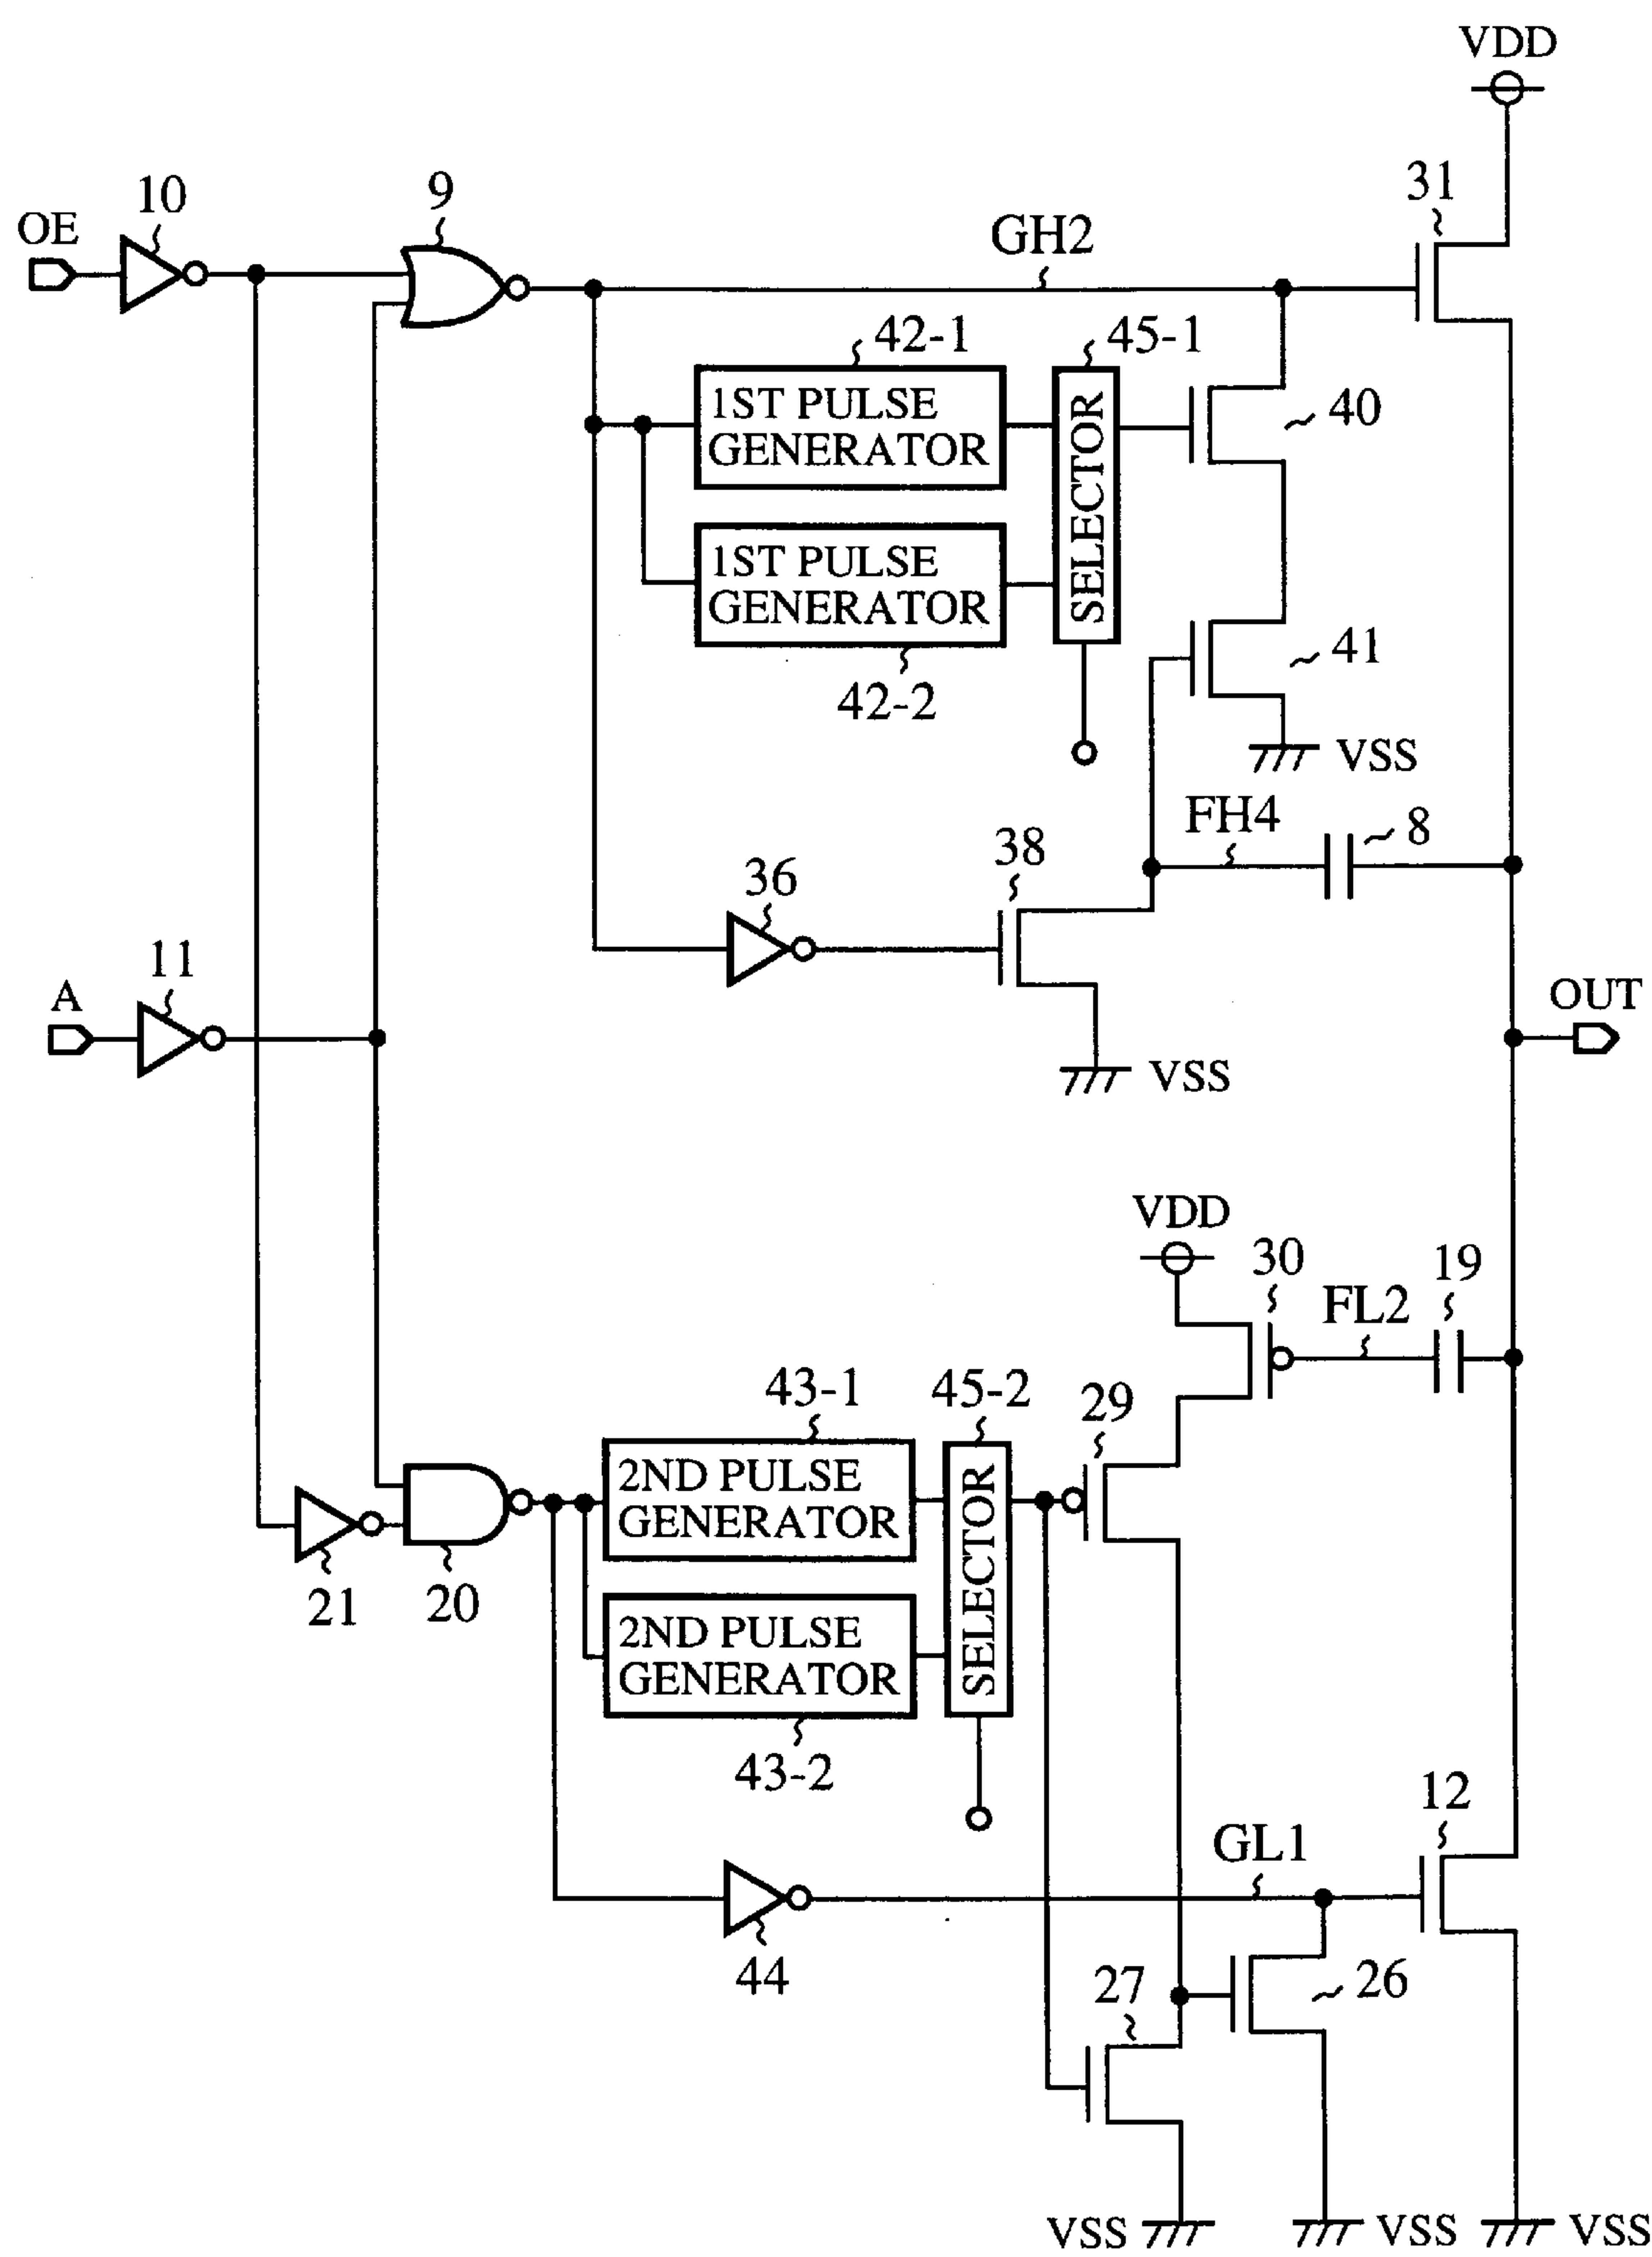 VDD
31
10
9
OE
GH2
42-1
45-1
1ST PULSE
GENERATOR
SELECTOR
40
1ST PULSE
GENERATOR
41
42-2
VSS
FH4
8
38
36
11
A
OUT
VSS
VDD
30
19
FL2
43-1
45-2
29
2ND PULSE
GENERATOR
SELECTOR
21
20
2ND PULSE
GENERATOR
43-2
12
GL1
44
27
26
VSS
VSS
VSS